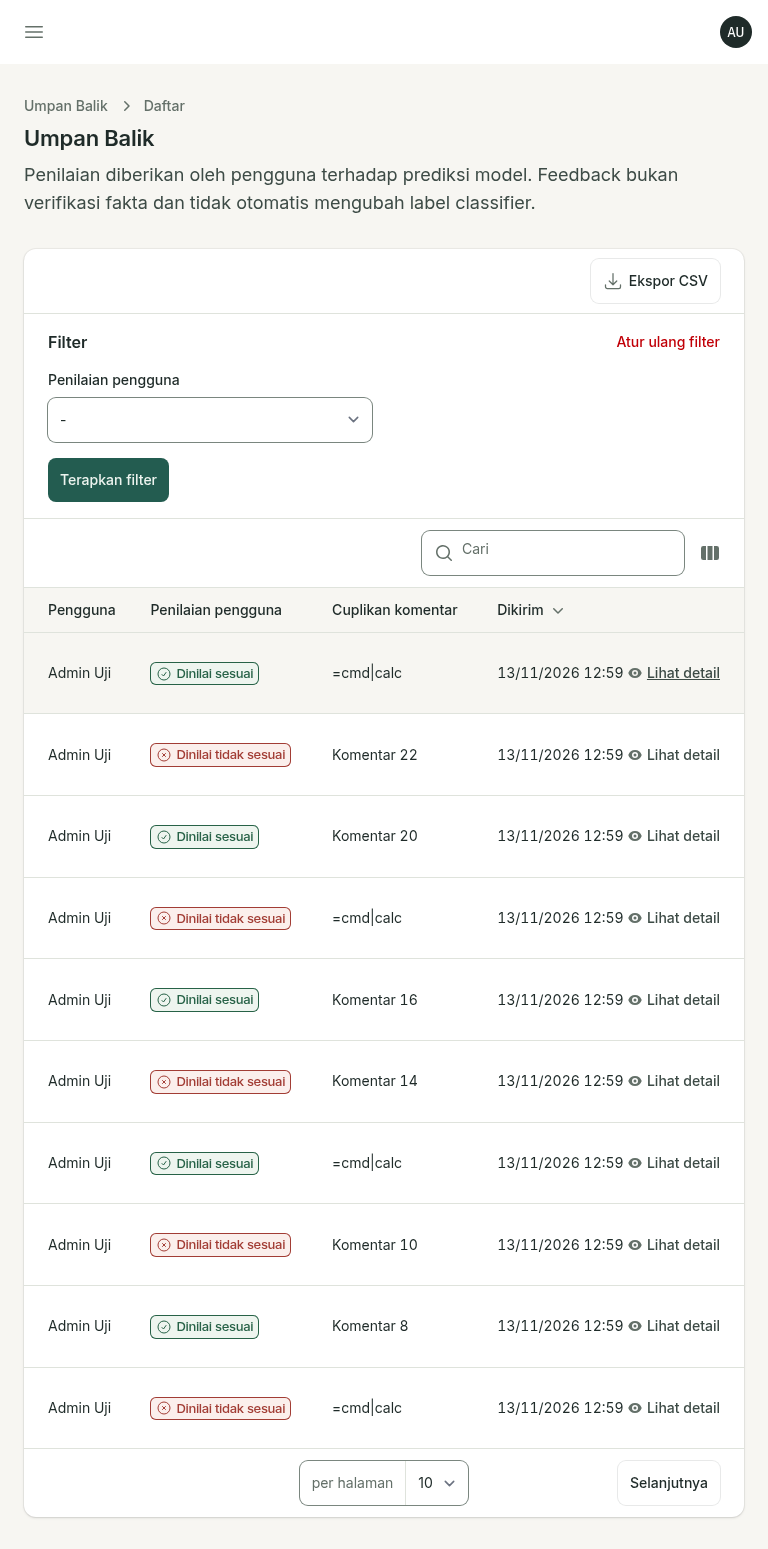 AU
Umpan Balik > Daftar
Umpan Balik
Penilaian diberikan oleh pengguna terhadap prediksi model. Feedback bukan
verifikasi fakta dan tidak otomatis mengubah label classifier.
Ekspor CSV
Filter Atur ulang filter
Penilaian pengguna
-
Terapkan filter
Cari
Pengguna Penilaian pengguna Cuplikan komentar Dikirim
Admin Uji Dinilai sesuai =cmd|calc 13/11/2026 12:59 Lihat detail
Admin Uji Dinilai tidak sesuai Komentar 22 13/11/2026 12:59 Lihat detail
Admin Uji Dinilai sesuai Komentar 20 13/11/2026 12:59 Lihat detail
Admin Uji Dinilai tidak sesuai =cmd|calc 13/11/2026 12:59 Lihat detail
Admin Uji Dinilai sesuai Komentar 16 13/11/2026 12:59 Lihat detail
Admin Uji Dinilai tidak sesuai Komentar 14 13/11/2026 12:59 Lihat detail
Admin Uji Dinilai sesuai =cmd|calc 13/11/2026 12:59 Lihat detail
Admin Uji Dinilai tidak sesuai Komentar 10 13/11/2026 12:59 Lihat detail
Admin Uji Dinilai sesuai Komentar 8 13/11/2026 12:59 Lihat detail
Admin Uji Dinilai tidak sesuai =cmd|calc 13/11/2026 12:59 Lihat detail
per halaman 10 Selanjutnya